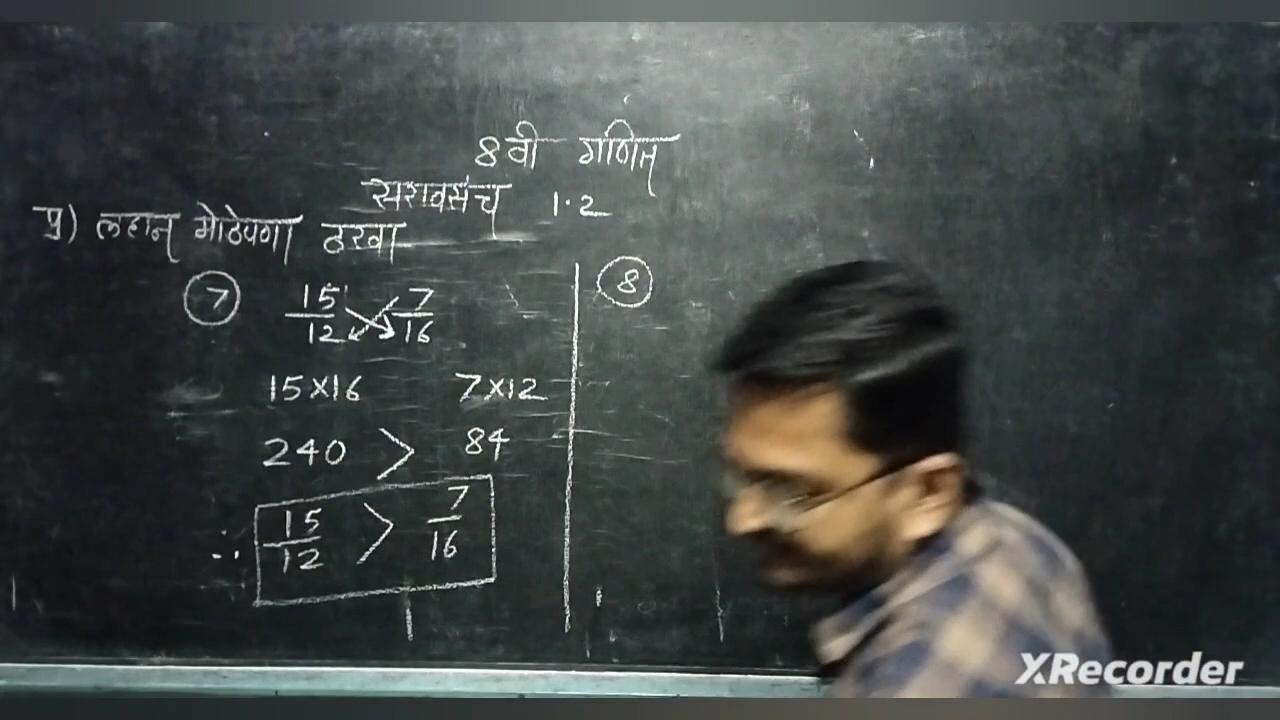 8वी गणित
सरावसंच 1.2
प्र) लहान मोठेपणा ठरवा
7 15/12 7/16
15×16 7×12
240 > 84
∴ 15/12 > 7/16
8
XRecorder